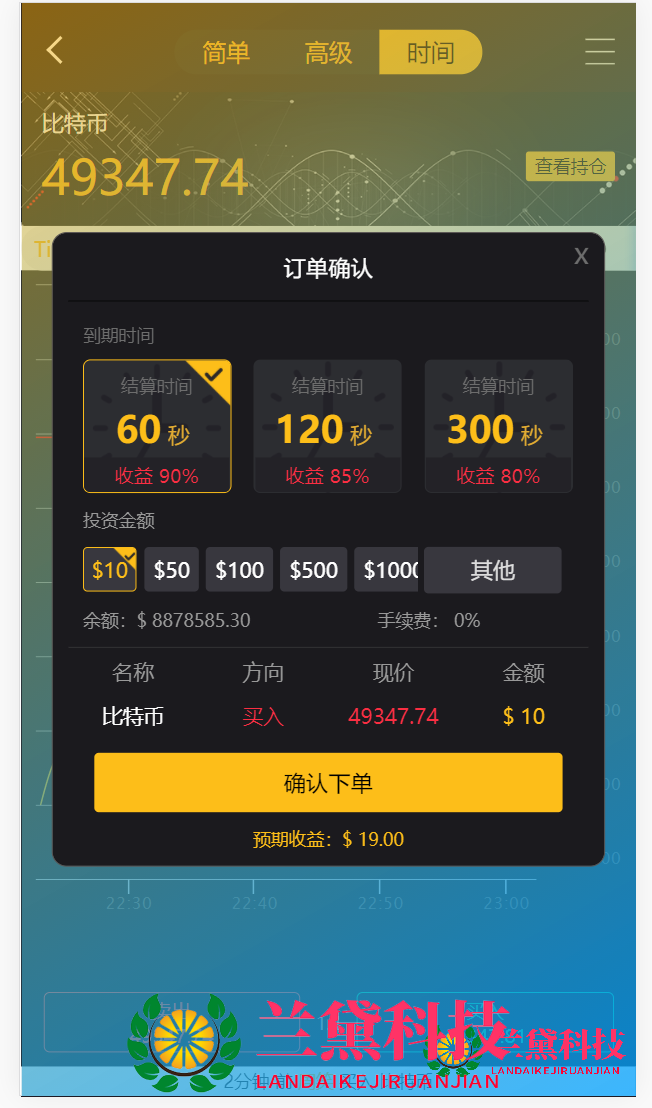 简单 高级 时间
比特币
49347.74
查看持仓
Ti
订单确认 X
到期时间
结算时间 结算时间 结算时间
60 秒 120 秒 300 秒
收益 90% 收益 85% 收益 80%
投资金额
$10 $50 $100 $500 $1000 其他
余额: $ 8878585.30 手续费: 0%
名称 方向 现价 金额
比特币 买入 49347.74 $ 10
确认下单
预期收益: $ 19.00
22:30 22:40 22:50 23:00
兰黛科技
LANDAIKEJIRUANJIAN
兰黛科技
LANDAIKEJIRUANJIAN
2分钟前